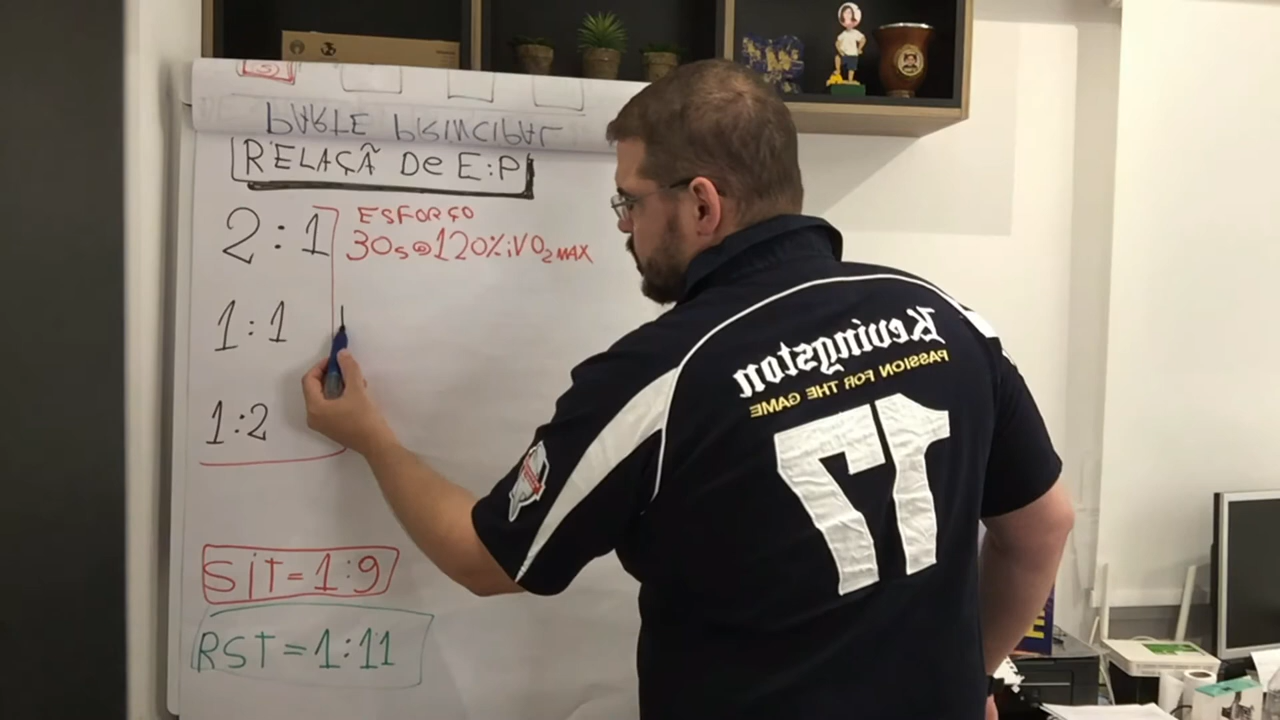 PARTE PRINCIPAL
RELAÇÃ De E:P
2:1
ESFORÇO
30s@120%iVO2MAX
1:1
1:2
SiT=1:9
RST=1:11
Kevingston
PASSION FOR THE GAME
17